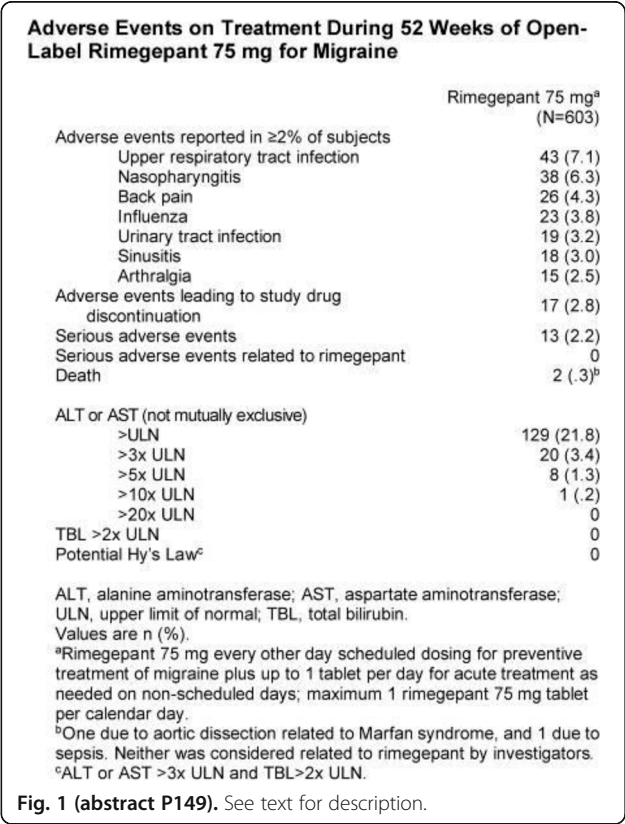 Adverse Events on Treatment During 52 Weeks of Open-
Label Rimegepant 75 mg for Migraine
Rimegepant 75 mgᵃ
(N=603)
Adverse events reported in ≥2% of subjects
Upper respiratory tract infection 43 (7.1)
Nasopharyngitis 38 (6.3)
Back pain 26 (4.3)
Influenza 23 (3.8)
Urinary tract infection 19 (3.2)
Sinusitis 18 (3.0)
Arthralgia 15 (2.5)
Adverse events leading to study drug
discontinuation 17 (2.8)
Serious adverse events 13 (2.2)
Serious adverse events related to rimegepant 0
Death 2 (.3)ᵇ
ALT or AST (not mutually exclusive)
>ULN 129 (21.8)
>3x ULN 20 (3.4)
>5x ULN 8 (1.3)
>10x ULN 1 (.2)
>20x ULN 0
TBL >2x ULN 0
Potential Hy's Lawᶜ 0
ALT, alanine aminotransferase; AST, aspartate aminotransferase;
ULN, upper limit of normal; TBL, total bilirubin.
Values are n (%).
ᵃRimegepant 75 mg every other day scheduled dosing for preventive
treatment of migraine plus up to 1 tablet per day for acute treatment as
needed on non-scheduled days; maximum 1 rimegepant 75 mg tablet
per calendar day.
ᵇOne due to aortic dissection related to Marfan syndrome, and 1 due to
sepsis. Neither was considered related to rimegepant by investigators.
ᶜALT or AST >3x ULN and TBL>2x ULN.
Fig. 1 (abstract P149). See text for description.